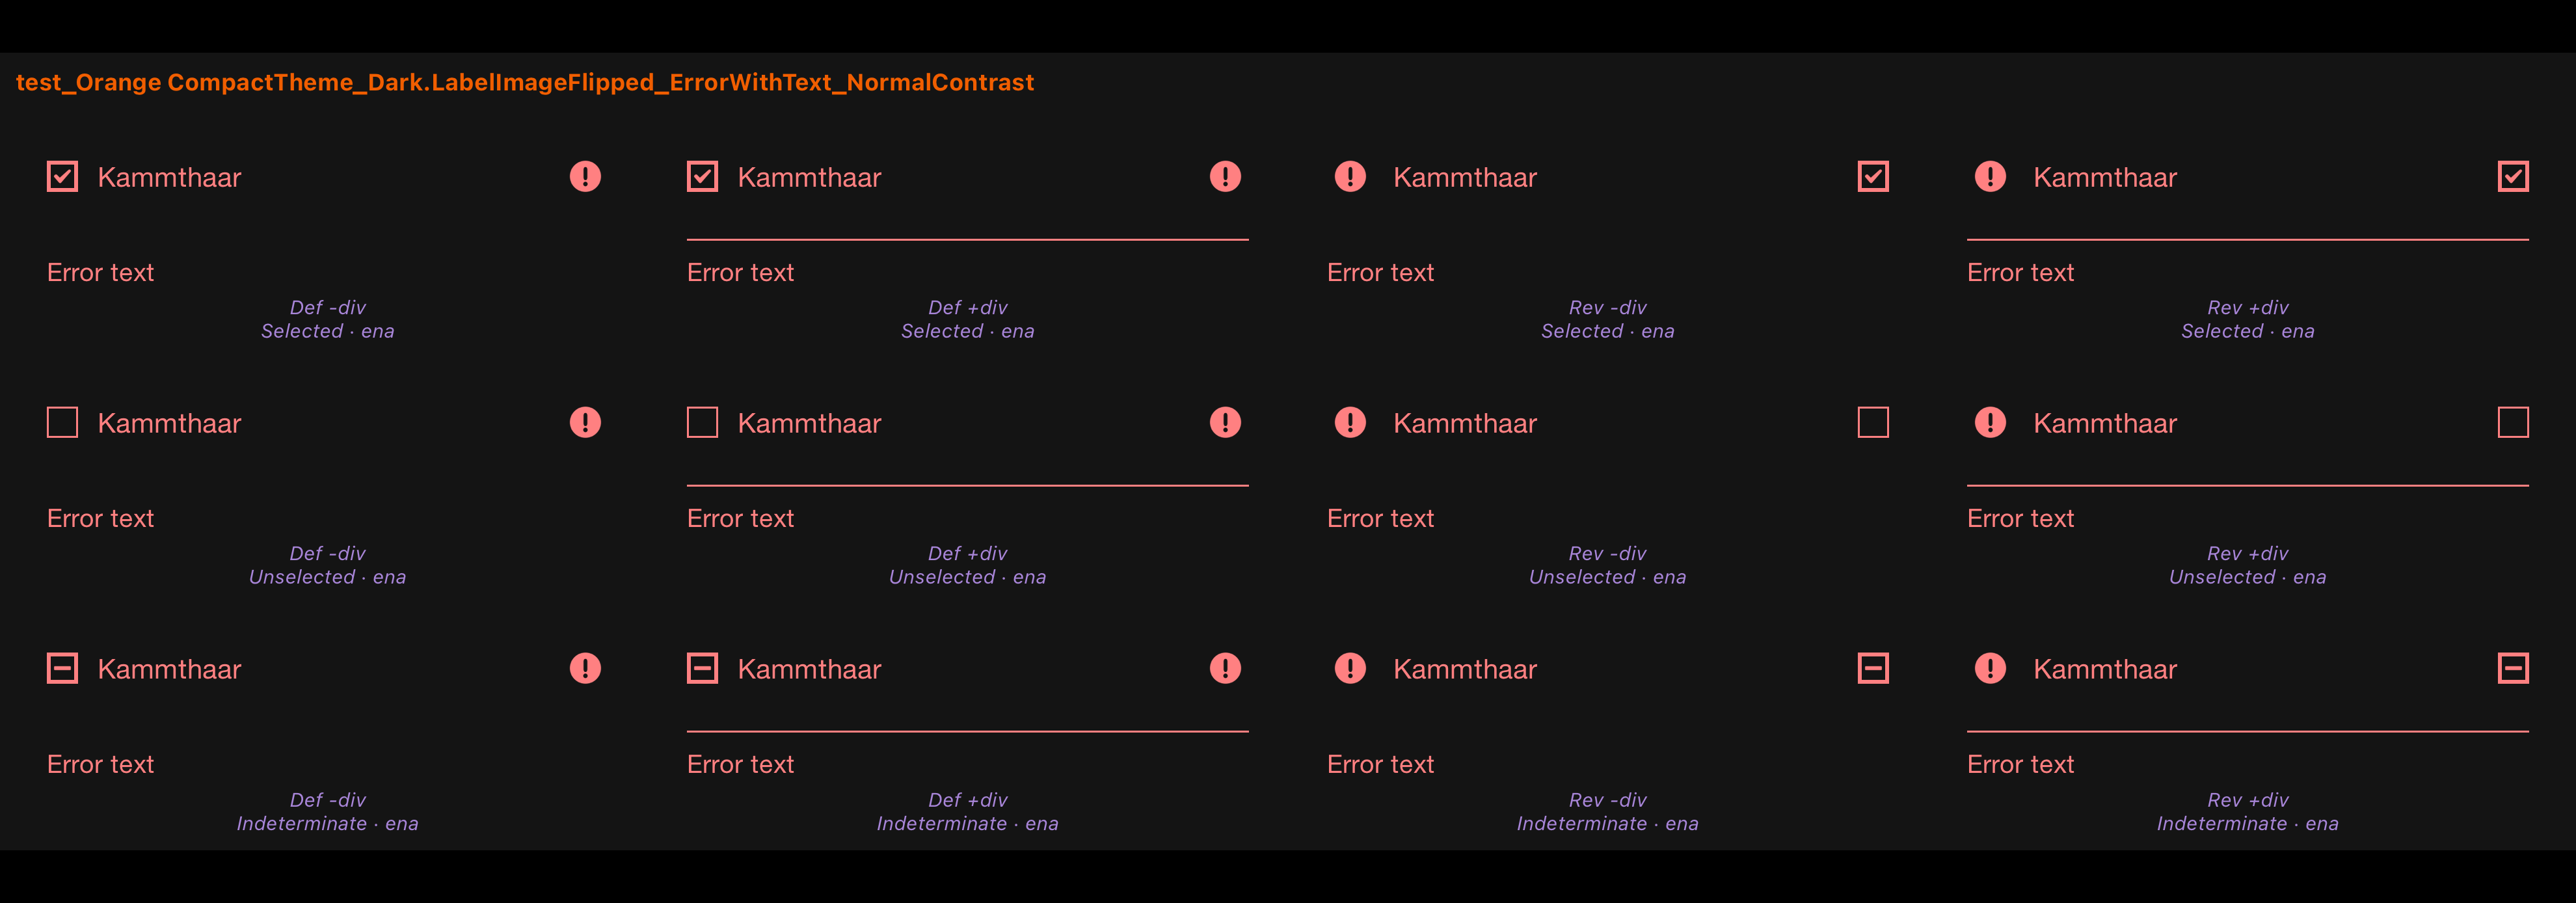 test_Orange CompactTheme_Dark.LabelImageFlipped_ErrorWithText_NormalContrast
Kammthaar
Kammthaar
Kammthaar
Kammthaar
Error text
Error text
Error text
Error text
Def -div
Selected · ena
Def +div
Selected · ena
Rev -div
Selected · ena
Rev +div
Selected · ena
Kammthaar
Kammthaar
Kammthaar
Kammthaar
Error text
Error text
Error text
Error text
Def -div
Unselected · ena
Def +div
Unselected · ena
Rev -div
Unselected · ena
Rev +div
Unselected · ena
Kammthaar
Kammthaar
Kammthaar
Kammthaar
Error text
Error text
Error text
Error text
Def -div
Indeterminate · ena
Def +div
Indeterminate · ena
Rev -div
Indeterminate · ena
Rev +div
Indeterminate · ena